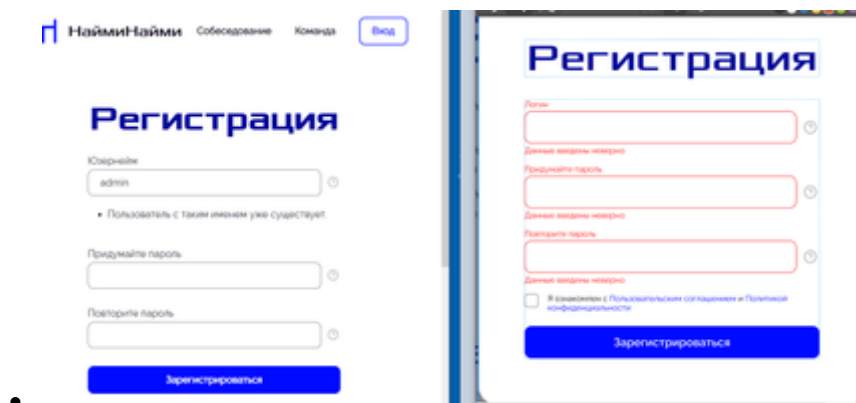 НаймиНайми Собеседование Команда Вход
Регистрация
Юзернейм
admin
• Пользователь с таким именем уже существует.
Придумайте пароль
Повторите пароль
Зарегистрироваться
Регистрация
Логин
Данные введены неверно
Придумайте пароль
Данные введены неверно
Повторите пароль
Данные введены неверно
Я ознакомлен с Пользовательским соглашением и Политикой
конфиденциальности
Зарегистрироваться